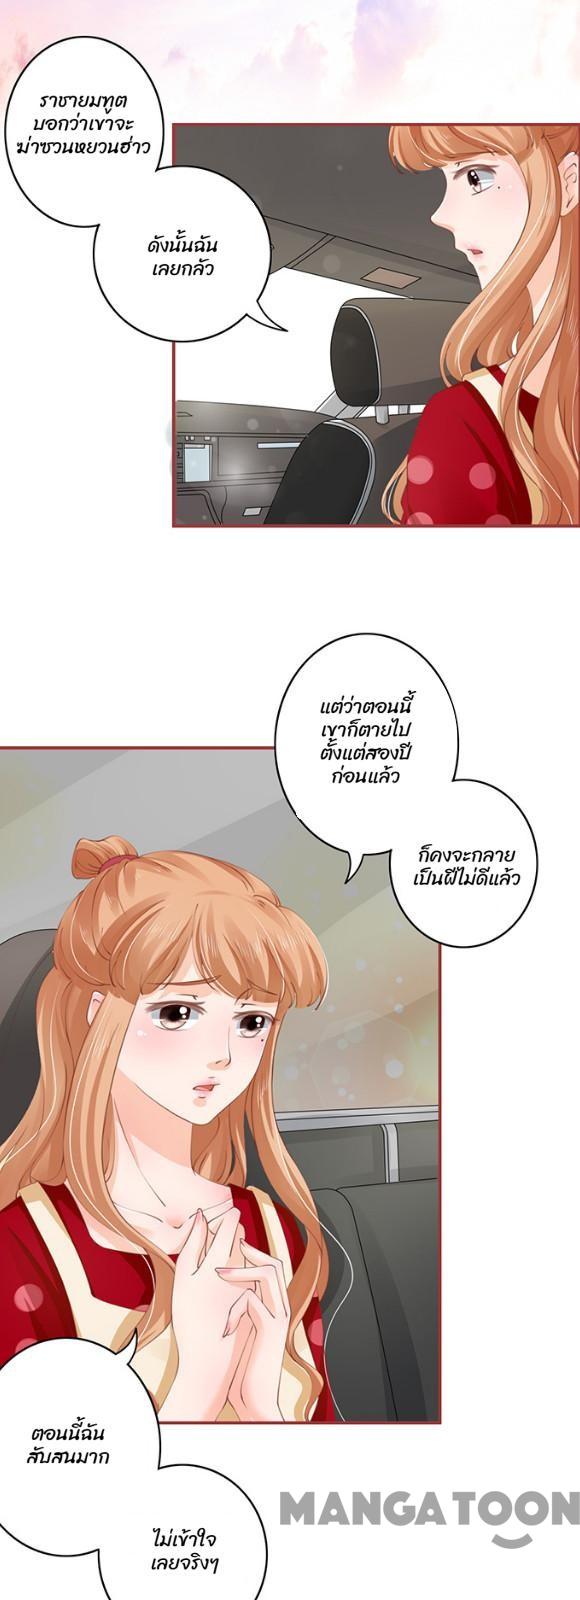 ราชายมทูต
บอกว่าเขาจะ
ฆ่าซวนหยวนฮ่าว
ดังนั้นฉัน
เลยกลัว
แต่ว่าตอนนี้
เขาก็ตายไป
ตั้งแต่สองปี
ก่อนแล้ว
ก็คงจะกลาย
เป็นผีไม่ดีแล้ว
ตอนนี้ฉัน
สับสนมาก
MANGATOON
ไม่เข้าใจ
เลยจริงๆ